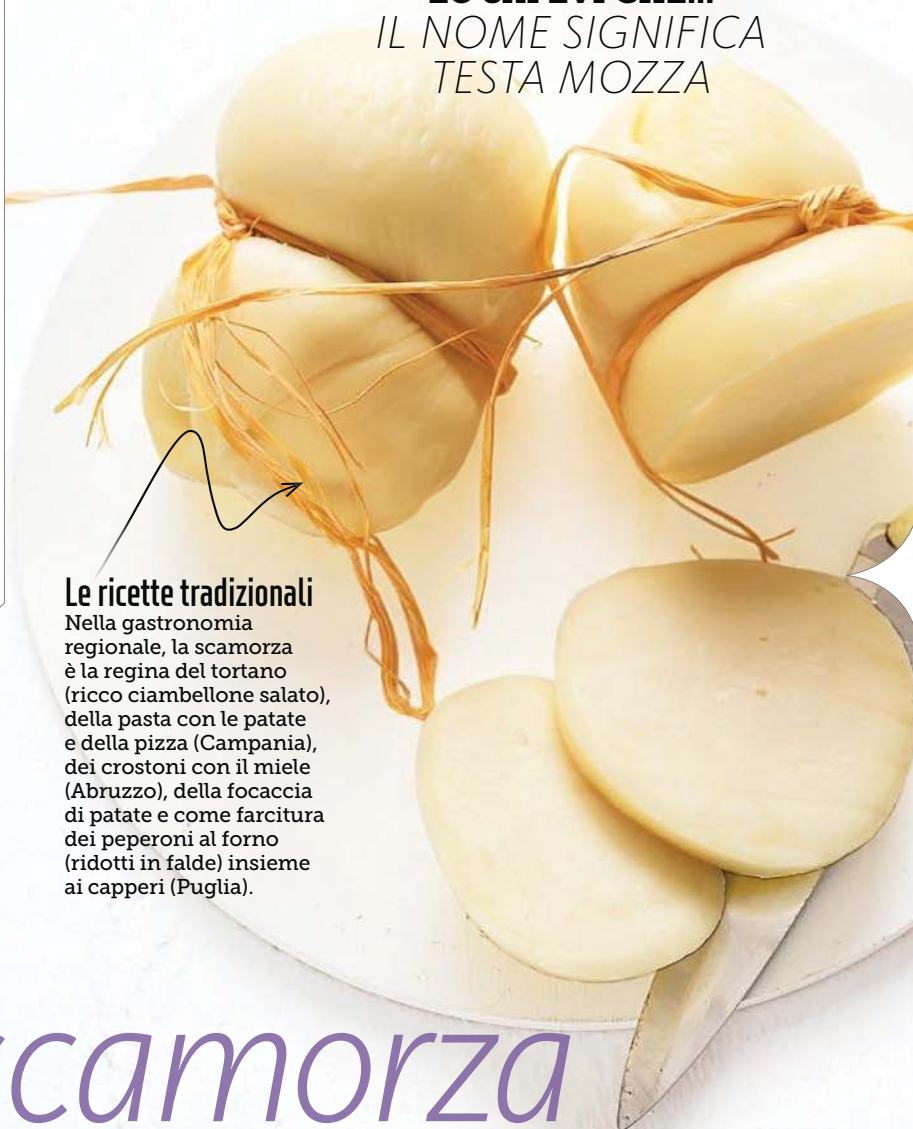 IL NOME SIGNIFICA
TESTA MOZZA
Le ricette tradizionali
Nella gastronomia
regionale, la scamorza
è la regina del tortano
(ricco ciambellone salato),
della pasta con le patate
e della pizza (Campania),
dei crostoni con il miele
(Abruzzo), della focaccia
di patate e come farcitura
dei peperoni al forno
(ridotti in falde) insieme
ai capperi (Puglia).
scamorza